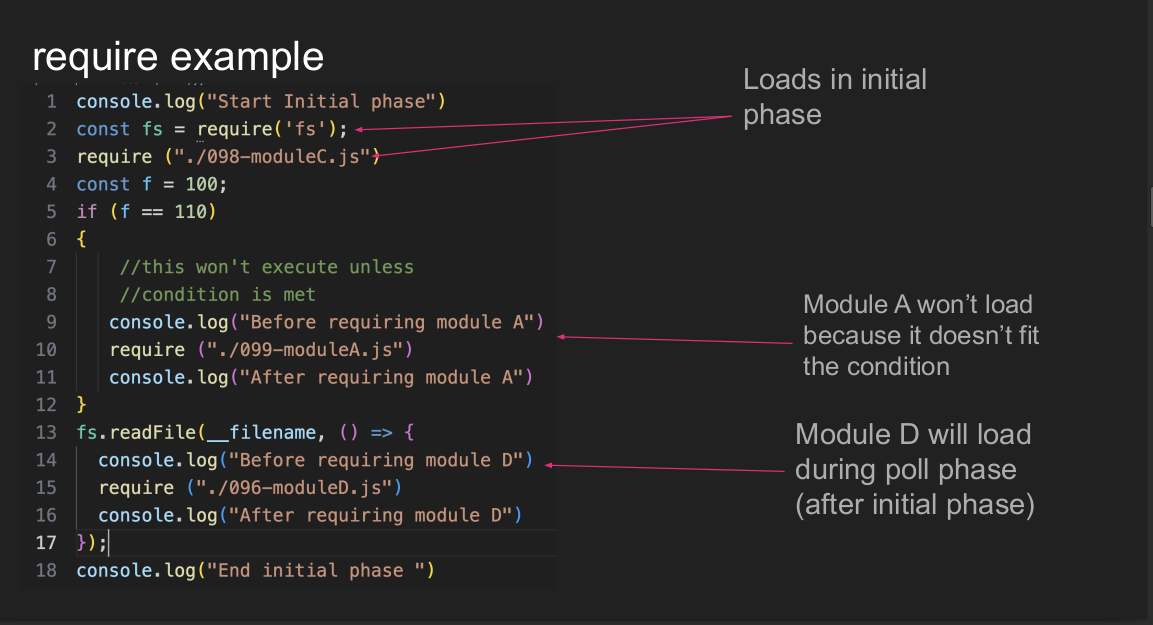 require example
1 console.log("Start Initial phase")
2 const fs = require('fs');
3 require ("./098-moduleC.js")
4 const f = 100;
5 if (f == 110)
6 {
7 //this won't execute unless
8 //condition is met
9 console.log("Before requiring module A")
10 require ("./099-moduleA.js")
11 console.log("After requiring module A")
12 }
13 fs.readFile(__filename, () => {
14 console.log("Before requiring module D")
15 require ("./096-moduleD.js")
16 console.log("After requiring module D")
17 });
18 console.log("End initial phase ")
Loads in initial
phase
Module A won’t load
because it doesn’t fit
the condition
Module D will load
during poll phase
(after initial phase)